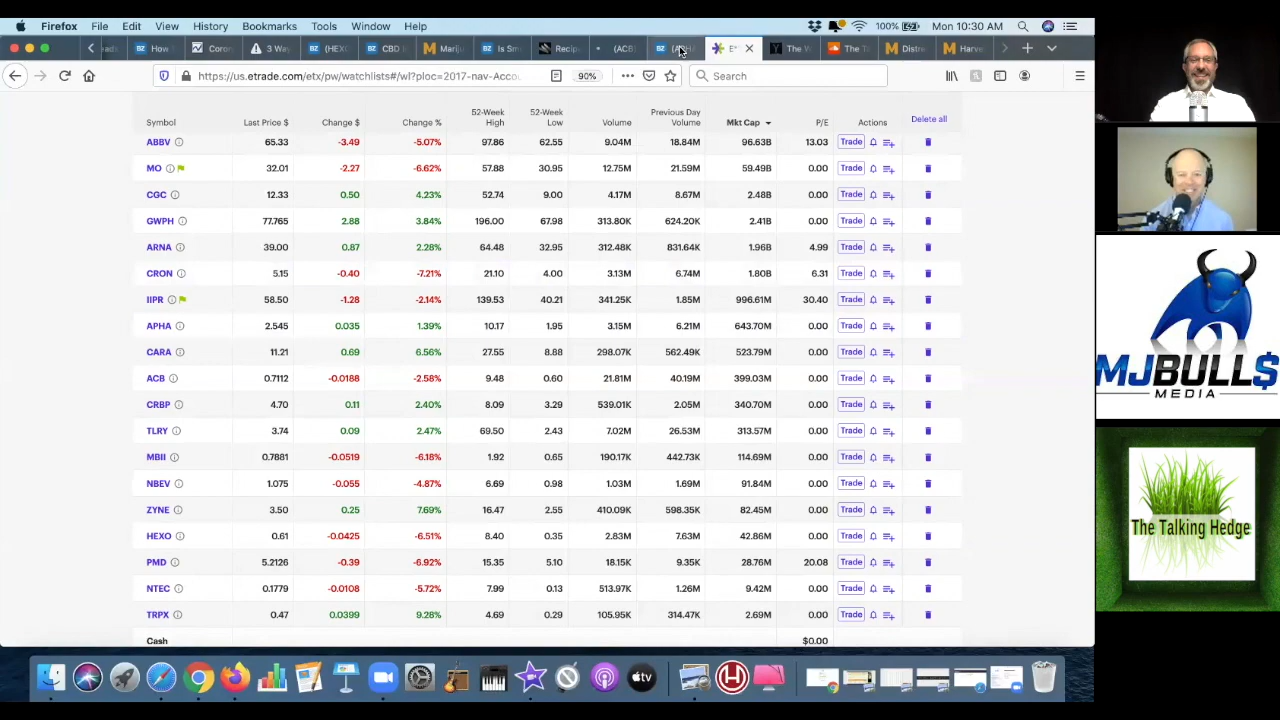 Firefox File Edit View History Bookmarks Tools Window Help 100% Mon 10:30 AM
eads How Coron 3 Way (HEX( CBD Mariju Is Sm Recipa (ACB) (APHA E* The W The T Distre Harve
https://us.etrade.com/etx/pw/watchlists#/wl?ploc=2017-nav-Acco 90% Search
Symbol Last Price $ Change $ Change % 52-Week High 52-Week Low Volume Previous Day Volume Mkt Cap P/E Actions Delete all
ABBV 65.33 -3.49 -5.07% 97.86 62.55 9.04M 18.84M 96.63B 13.03 Trade
MO 32.01 -2.27 -6.62% 57.88 30.95 12.75M 21.59M 59.49B 0.00 Trade
CGC 12.33 0.50 4.23% 52.74 9.00 4.17M 8.67M 2.48B 0.00 Trade
GWPH 77.765 2.88 3.84% 196.00 67.98 313.80K 624.20K 2.41B 0.00 Trade
ARNA 39.00 0.87 2.28% 64.48 32.95 312.48K 831.64K 1.96B 4.99 Trade
CRON 5.15 -0.40 -7.21% 21.10 4.00 3.13M 6.74M 1.80B 6.31 Trade
IIPR 58.50 -1.28 -2.14% 139.53 40.21 341.25K 1.85M 996.61M 30.40 Trade
APHA 2.545 0.035 1.39% 10.17 1.95 3.15M 6.21M 643.70M 0.00 Trade
CARA 11.21 0.69 6.56% 27.55 8.88 298.07K 562.49K 523.79M 0.00 Trade
ACB 0.7112 -0.0188 -2.58% 9.48 0.60 21.81M 40.19M 399.03M 0.00 Trade
CRBP 4.70 0.11 2.40% 8.09 3.29 539.01K 2.05M 340.70M 0.00 Trade
TLRY 3.74 0.09 2.47% 69.50 2.43 7.02M 26.53M 313.57M 0.00 Trade
MBII 0.7881 -0.0519 -6.18% 1.92 0.65 190.17K 442.73K 114.69M 0.00 Trade
NBEV 1.075 -0.055 -4.87% 6.69 0.98 1.03M 1.69M 91.84M 0.00 Trade
ZYNE 3.50 0.25 7.69% 16.47 2.55 410.09K 598.35K 82.45M 0.00 Trade
HEXO 0.61 -0.0425 -6.51% 8.40 0.35 2.83M 7.63M 42.86M 0.00 Trade
PMD 5.2126 -0.39 -6.92% 15.35 5.10 18.15K 9.35K 28.76M 20.08 Trade
NTEC 0.1779 -0.0108 -5.72% 7.99 0.13 513.97K 1.26M 9.42M 0.00 Trade
TRPX 0.47 0.0399 9.28% 4.69 0.29 105.95K 314.47K 2.69M 0.00 Trade
Cash $0.00
tv
MJBULL$
MEDIA
The Talking Hedge